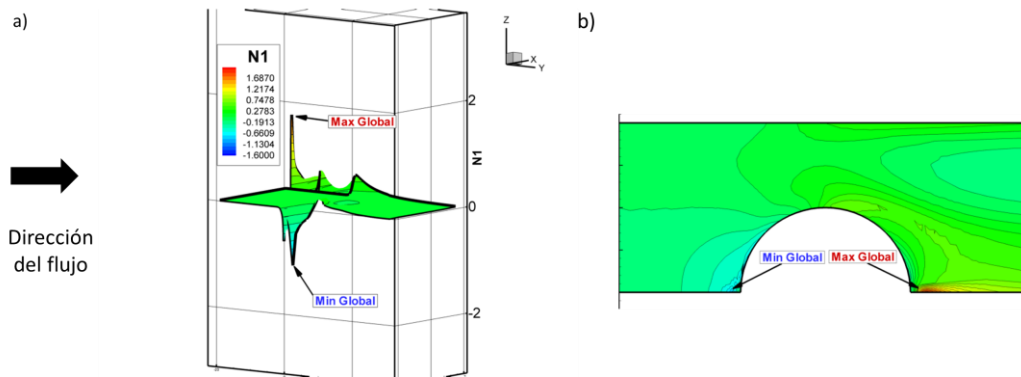 a)
N1
1.6870
1.2174
0.7478
0.2783
-0.1913
-0.6609
-1.1304
-1.6000
Max Global
Min Global
Dirección
del flujo
Z
X
Y
2
N1
0
-2
b)
Min Global
Max Global